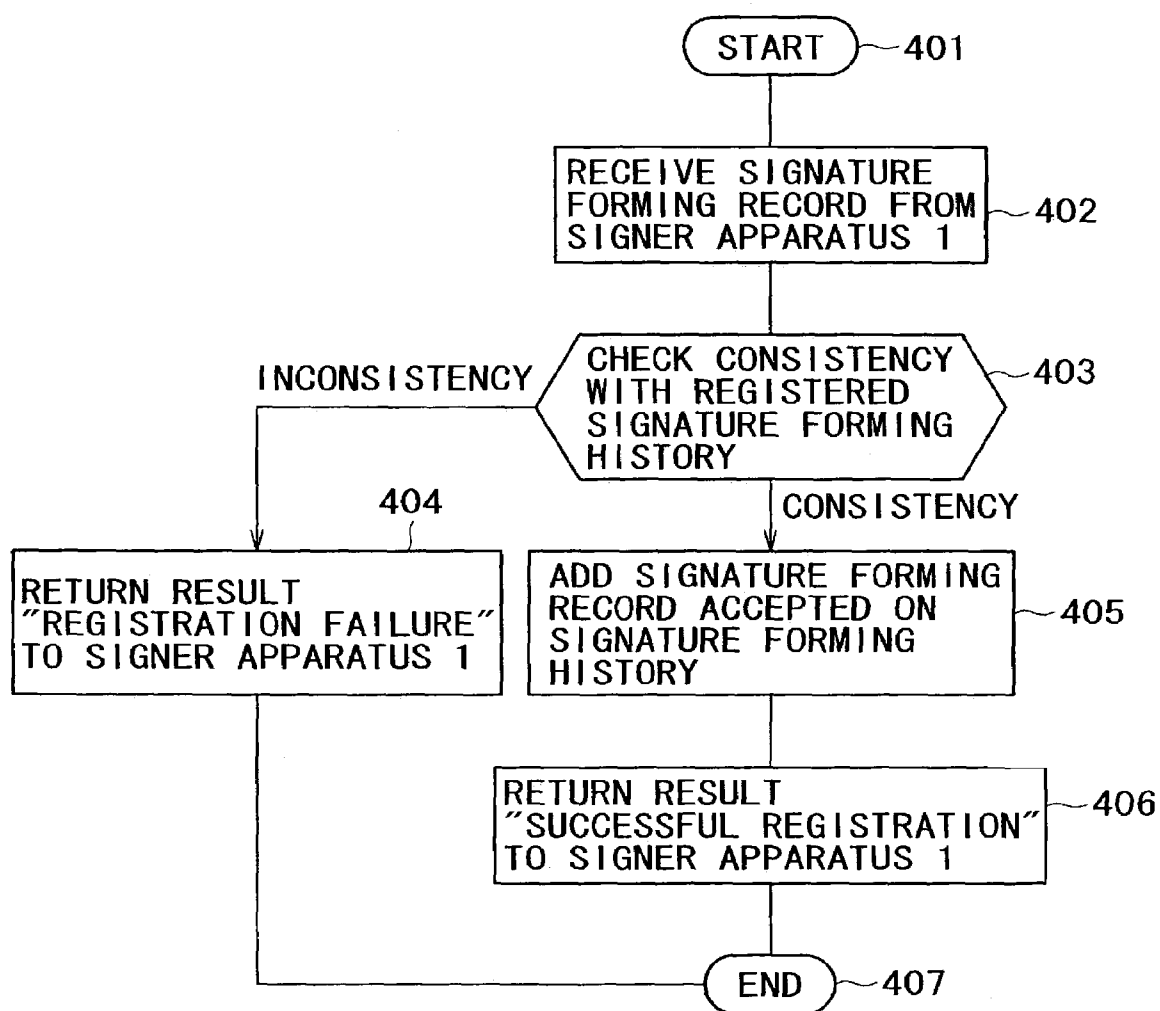 START
401
RECEIVE SIGNATURE
FORMING RECORD FROM
SIGNER APPARATUS 1
402
CHECK CONSISTENCY
WITH REGISTERED
SIGNATURE FORMING
HISTORY
403
INCONSISTENCY
CONSISTENCY
404
RETURN RESULT
"REGISTRATION FAILURE"
TO SIGNER APPARATUS 1
ADD SIGNATURE FORMING
RECORD ACCEPTED ON
SIGNATURE FORMING
HISTORY
405
RETURN RESULT
"SUCCESSFUL REGISTRATION"
TO SIGNER APPARATUS 1
406
END
407